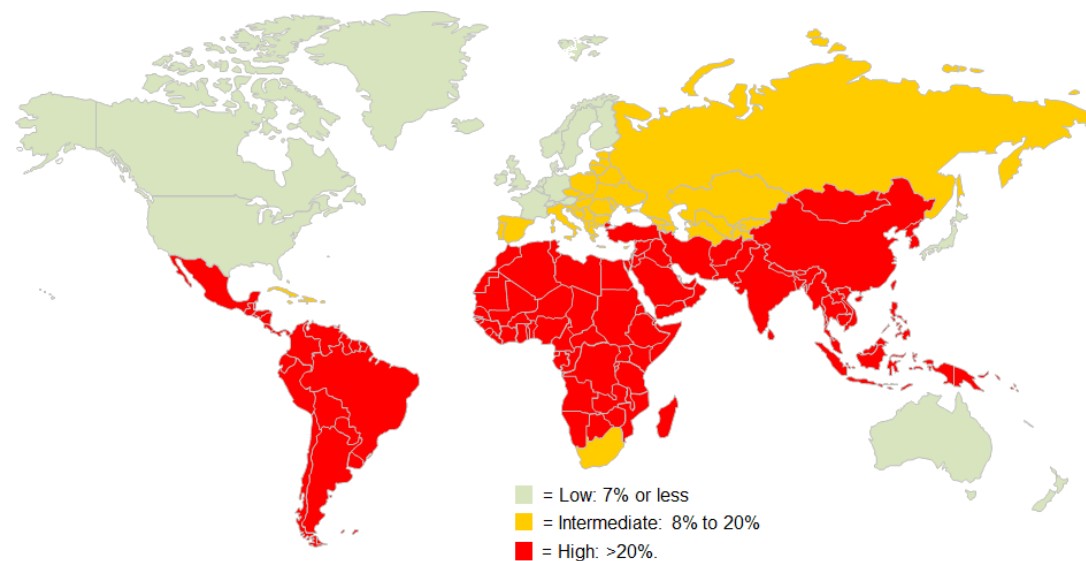 = Low: 7% or less
= Intermediate: 8% to 20%
= High: >20%.